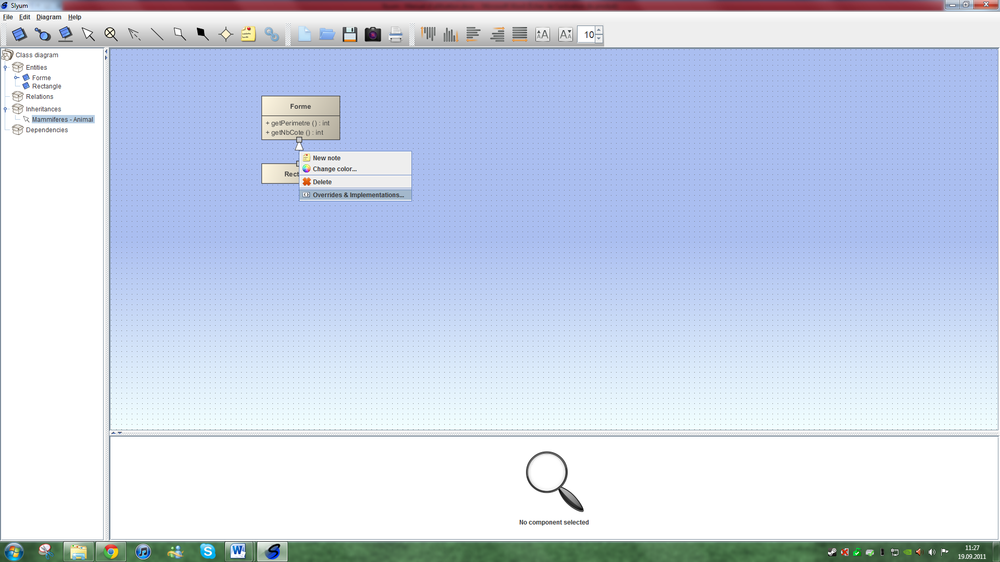 Slyum
File Edit Diagram Help
10
Class diagram
Entities
Forme
Rectangle
Relations
Inheritances
Mammiferes - Animal
Dependencies
Forme
+ getPerimetre () : int
+ getNbCote () : int
Rect
New note
Change color...
Delete
Overrides & Implementations...
No component selected
11:27
19.09.2011